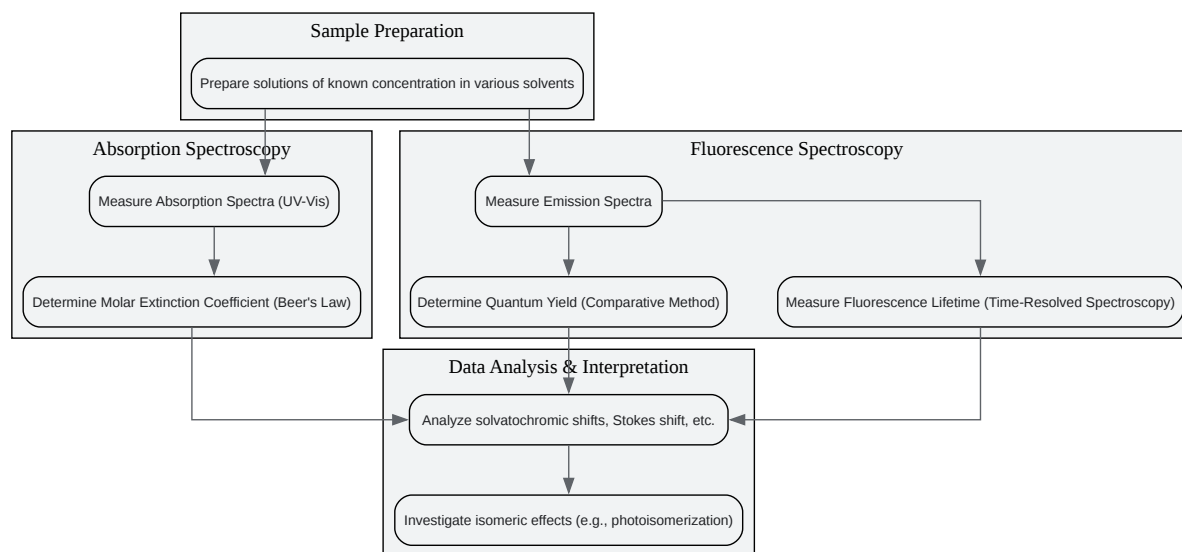 Sample Preparation
Prepare solutions of known concentration in various solvents
Absorption Spectroscopy
Measure Absorption Spectra (UV-Vis)
Determine Molar Extinction Coefficient (Beer's Law)
Fluorescence Spectroscopy
Measure Emission Spectra
Determine Quantum Yield (Comparative Method)
Measure Fluorescence Lifetime (Time-Resolved Spectroscopy)
Data Analysis & Interpretation
Analyze solvatochromic shifts, Stokes shift, etc.
Investigate isomeric effects (e.g., photoisomerization)